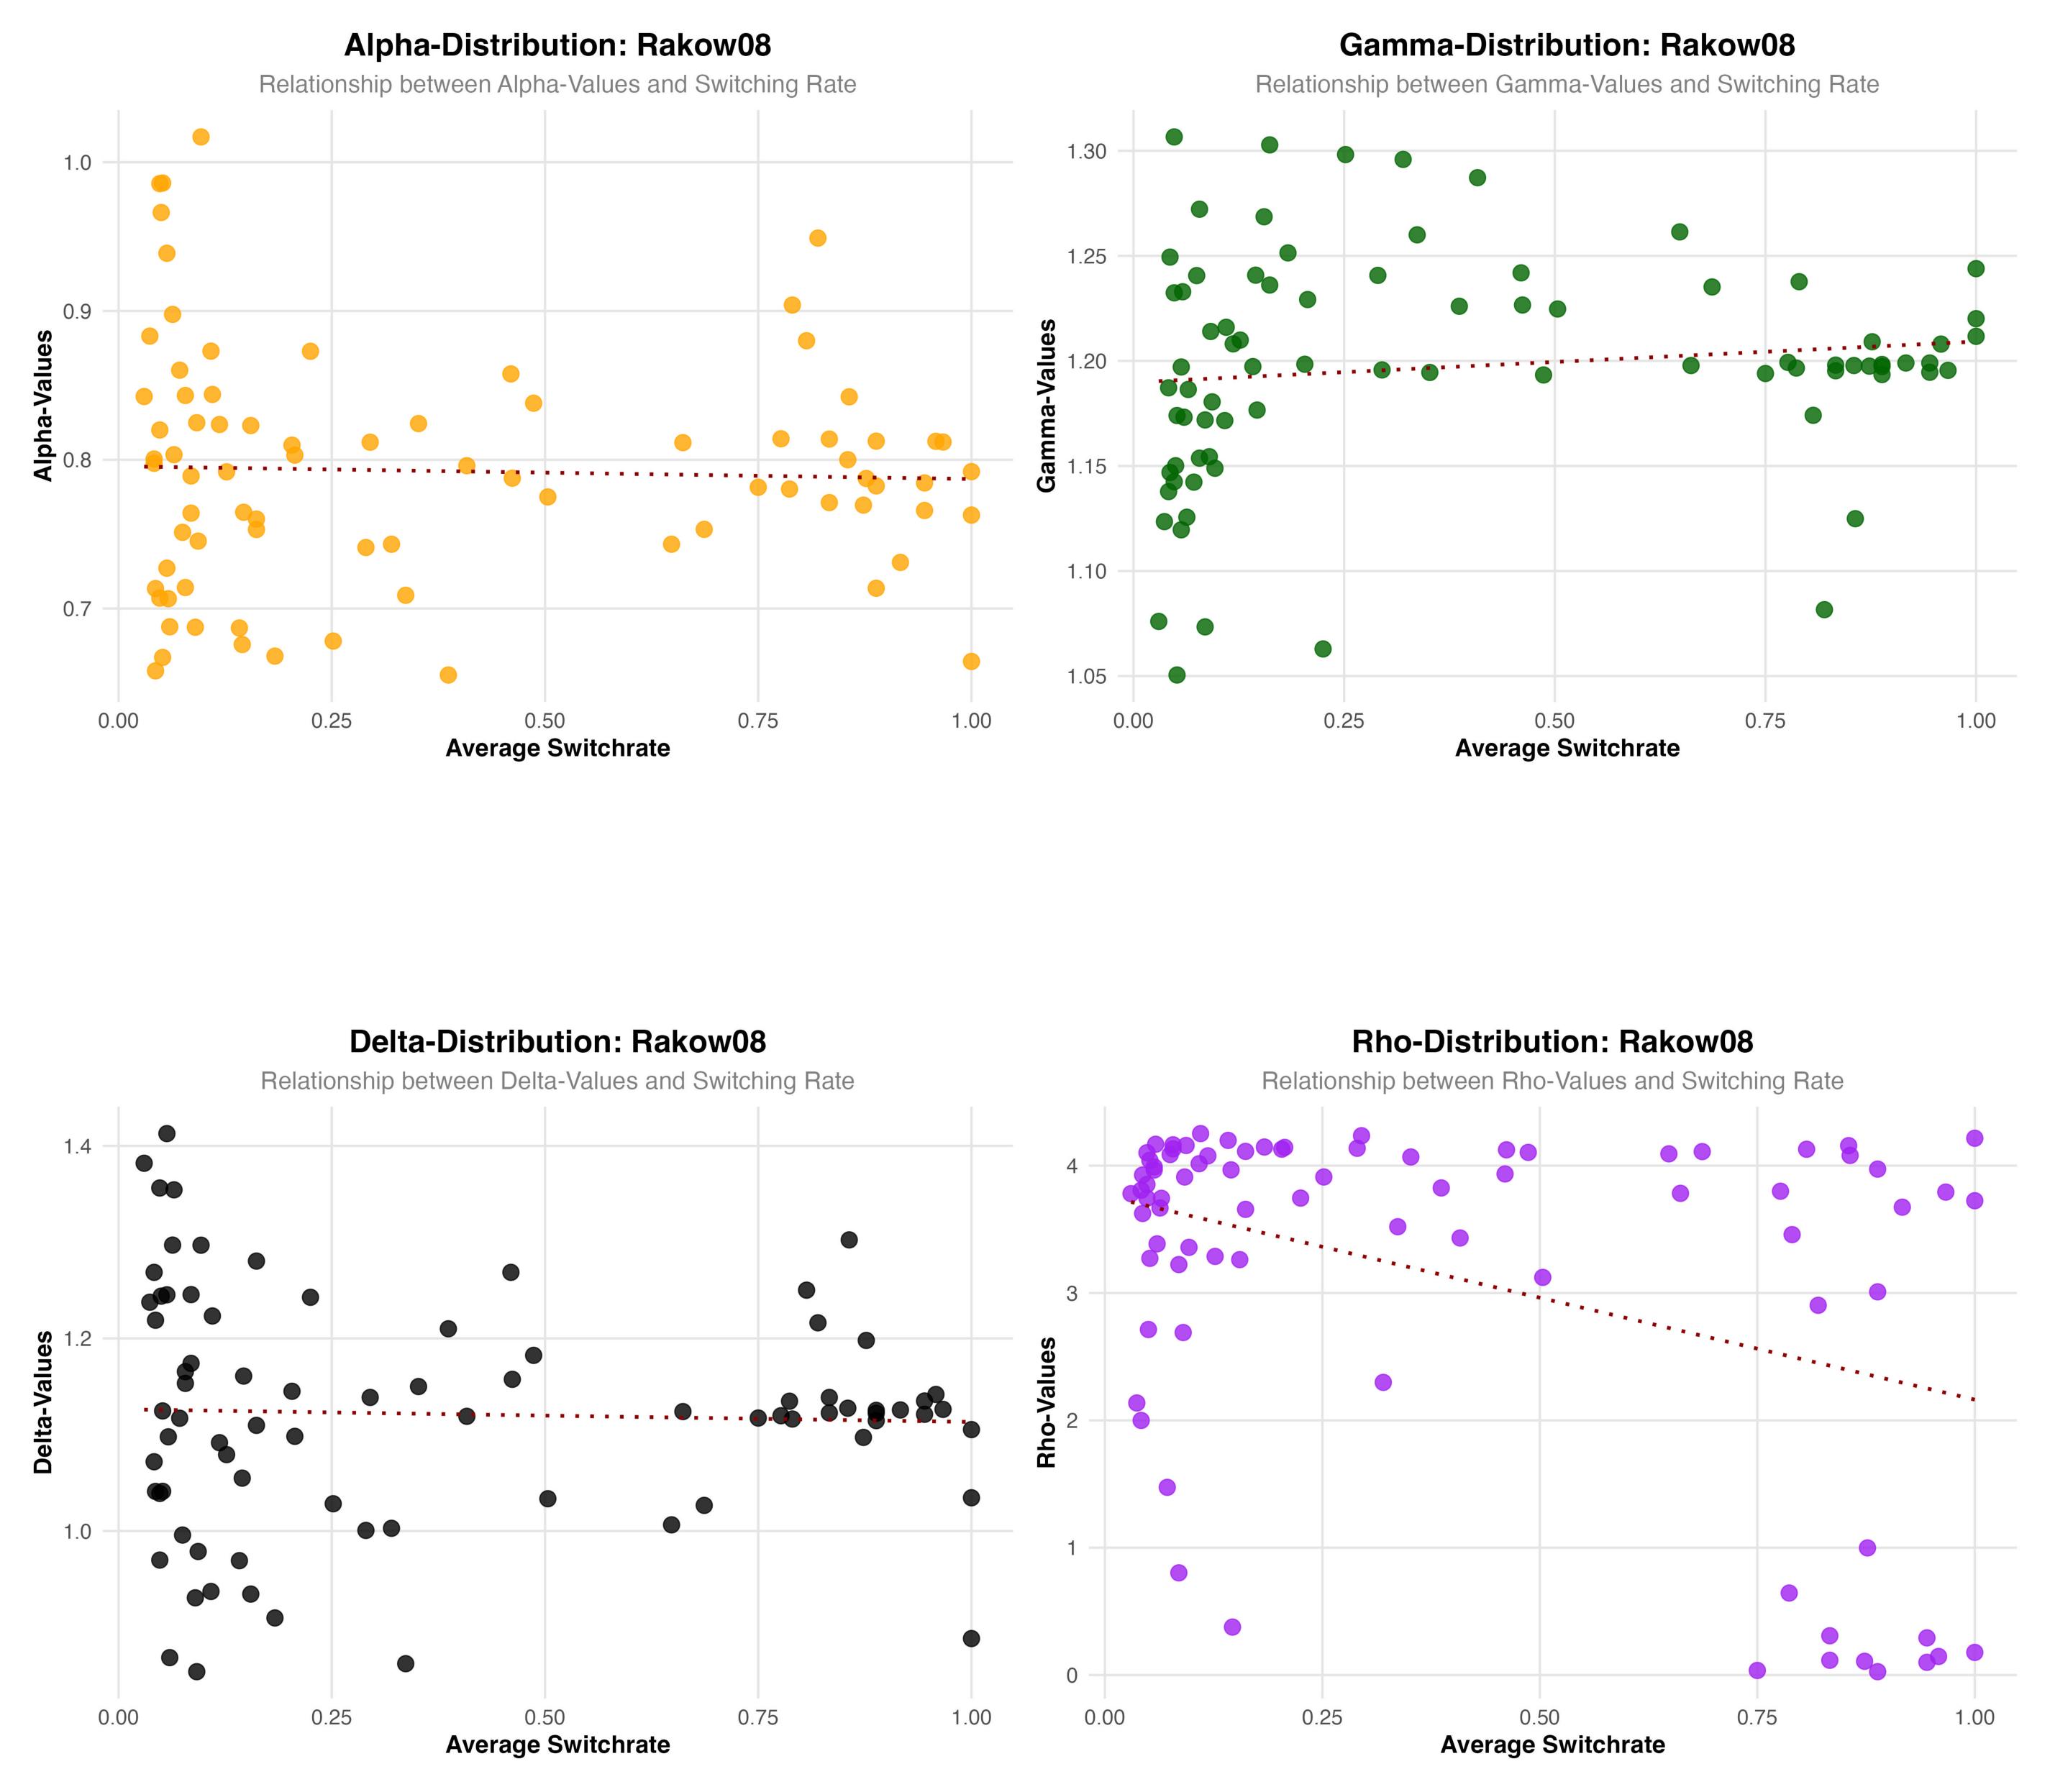 Alpha-Distribution: Rakow08
Relationship between Alpha-Values and Switching Rate
Alpha-Values
1.0
0.9
0.8
0.7
0.00 0.25 0.50 0.75 1.00
Average Switchrate
Gamma-Distribution: Rakow08
Relationship between Gamma-Values and Switching Rate
Gamma-Values
1.30
1.25
1.20
1.15
1.10
1.05
0.00 0.25 0.50 0.75 1.00
Average Switchrate
Delta-Distribution: Rakow08
Relationship between Delta-Values and Switching Rate
Delta-Values
1.4
1.2
1.0
0.00 0.25 0.50 0.75 1.00
Average Switchrate
Rho-Distribution: Rakow08
Relationship between Rho-Values and Switching Rate
Rho-Values
4
3
2
1
0
0.00 0.25 0.50 0.75 1.00
Average Switchrate